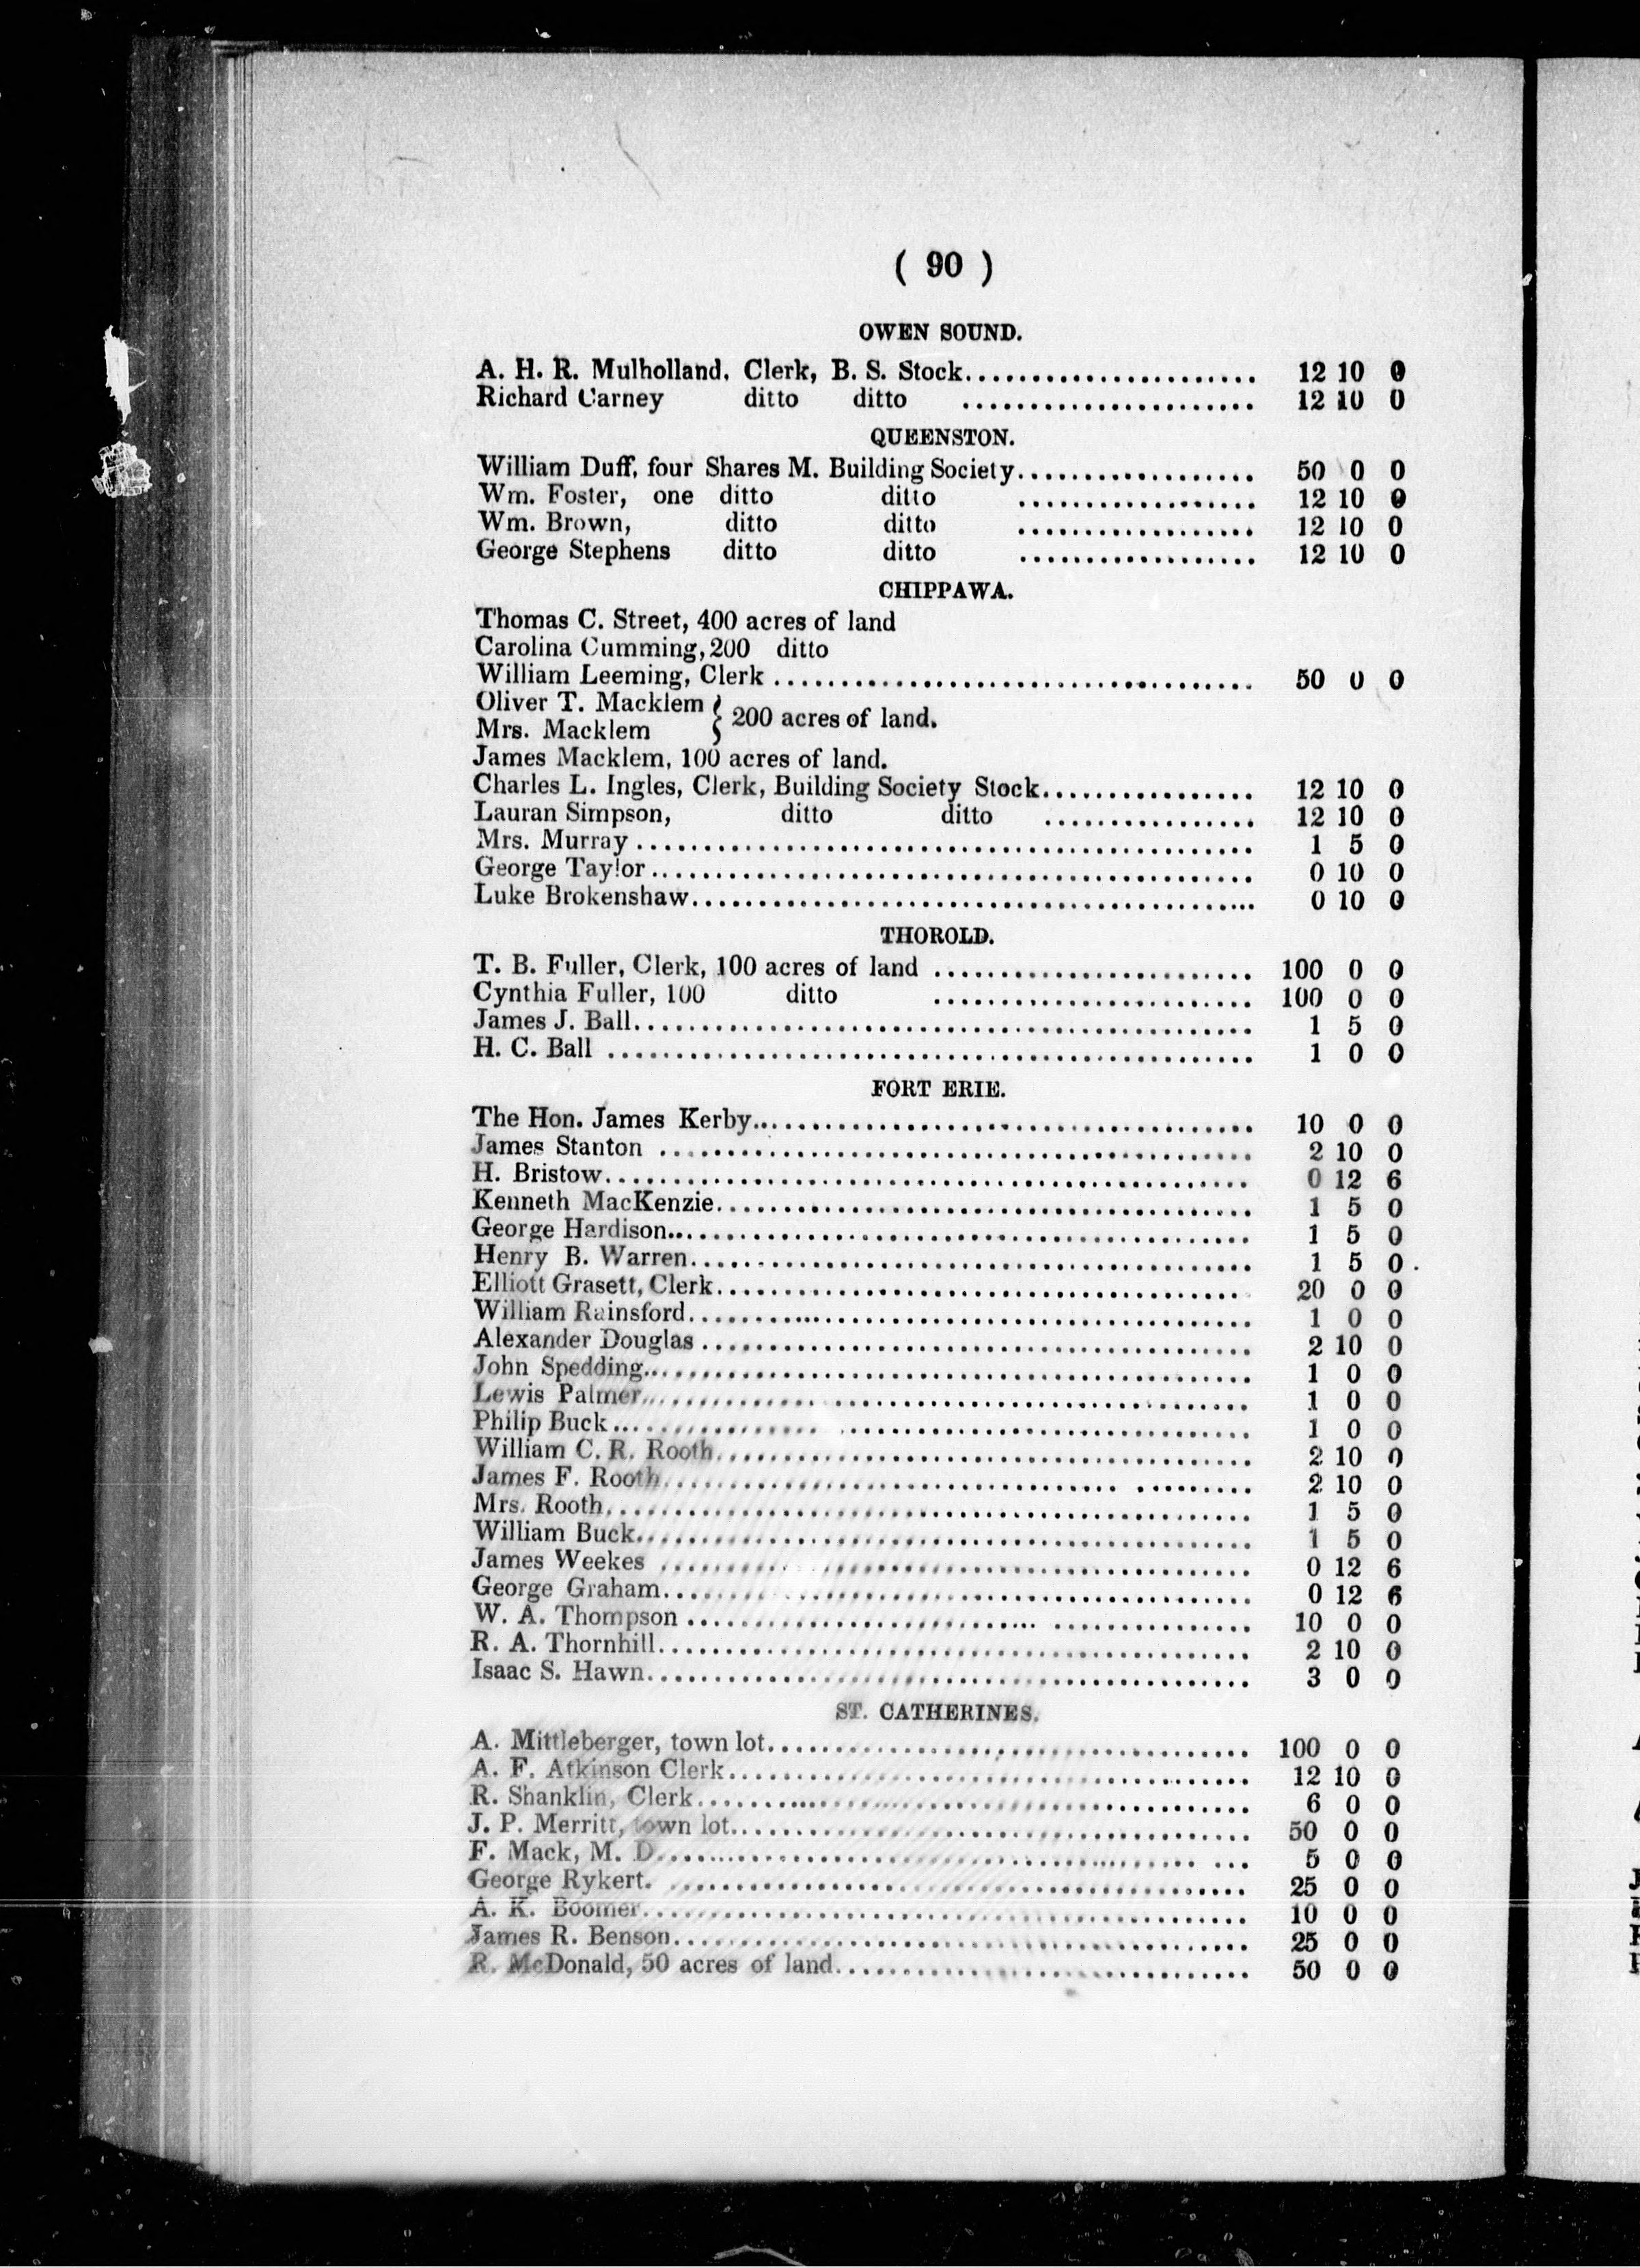 ( 90 )
OWEN SOUND.
A. H. R. Mulholland, Clerk, B. S. Stock........................ 12 10 0
Richard Carney ditto ditto ...................... 12 10 0
QUEENSTON.
William Duff, four Shares M. Building Society.................. 50 0 0
Wm. Foster, one ditto ditto .................. 12 10 0
Wm. Brown, ditto ditto .................. 12 10 0
George Stephens ditto ditto .................. 12 10 0
CHIPPAWA.
Thomas C. Street, 400 acres of land
Carolina Cumming, 200 ditto
William Leeming, Clerk .................................... 50 0 0
Oliver T. Macklem } 200 acres of land.
Mrs. Macklem
James Macklem, 100 acres of land.
Charles L. Ingles, Clerk, Building Society Stock................ 12 10 0
Lauran Simpson, ditto ditto ................ 12 10 0
Mrs. Murray .............................................. 1 5 0
George Taylor............................................. 0 10 0
Luke Brokenshaw.......................................... 0 10 0
THOROLD.
T. B. Fuller, Clerk, 100 acres of land ........................ 100 0 0
Cynthia Fuller, 100 ditto ........................ 100 0 0
James J. Ball.............................................. 1 5 0
H. C. Ball ................................................ 1 0 0
FORT ERIE.
The Hon. James Kerby...................................... 10 0 0
James Stanton ............................................ 2 10 0
H. Bristow................................................ 0 12 6
Kenneth MacKenzie........................................ 1 5 0
George Hardison........................................... 1 5 0
Henry B. Warren.......................................... 1 5 0.
Elliott Grasett, Clerk........................................ 20 0 0
William Rainsford.......................................... 1 0 0
Alexander Douglas ......................................... 2 10 0
John Spedding............................................. 1 0 0
Lewis Palmer.............................................. 1 0 0
Philip Buck................................................ 1 0 0
William C. R. Rooth........................................ 2 10 0
James F. Rooth............................................ 2 10 0
Mrs. Rooth................................................ 1 5 0
William Buck.............................................. 1 5 0
James Weekes ............................................ 0 12 6
George Graham............................................ 0 12 6
W. A. Thompson .......................................... 10 0 0
R. A. Thornhill............................................ 2 10 0
Isaac S. Hawn............................................. 3 0 0
ST. CATHERINES.
A. Mittleberger, town lot.................................... 100 0 0
A. F. Atkinson Clerk....................................... 12 10 0
R. Shanklin, Clerk......................................... 6 0 0
J. P. Merritt, town lot....................................... 50 0 0
F. Mack, M. D............................................ 5 0 0
George Rykert. ........................................... 25 0 0
A. K. Boomer............................................. 10 0 0
James R. Benson........................................... 25 0 0
R. McDonald, 50 acres of land............................... 50 0 0